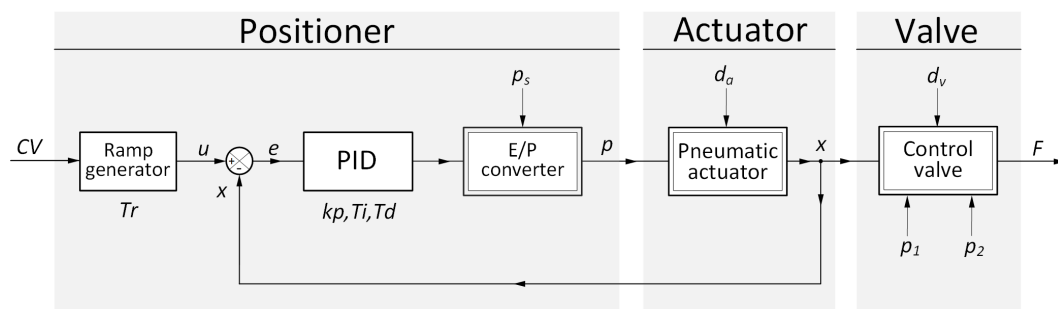 Positioner
Actuator
Valve
p_s
d_a
d_v
CV
Ramp
generator
u
+
-
e
PID
E/P
converter
p
Pneumatic
actuator
x
Control
valve
F
x
Tr
kp,Ti,Td
p_1
p_2